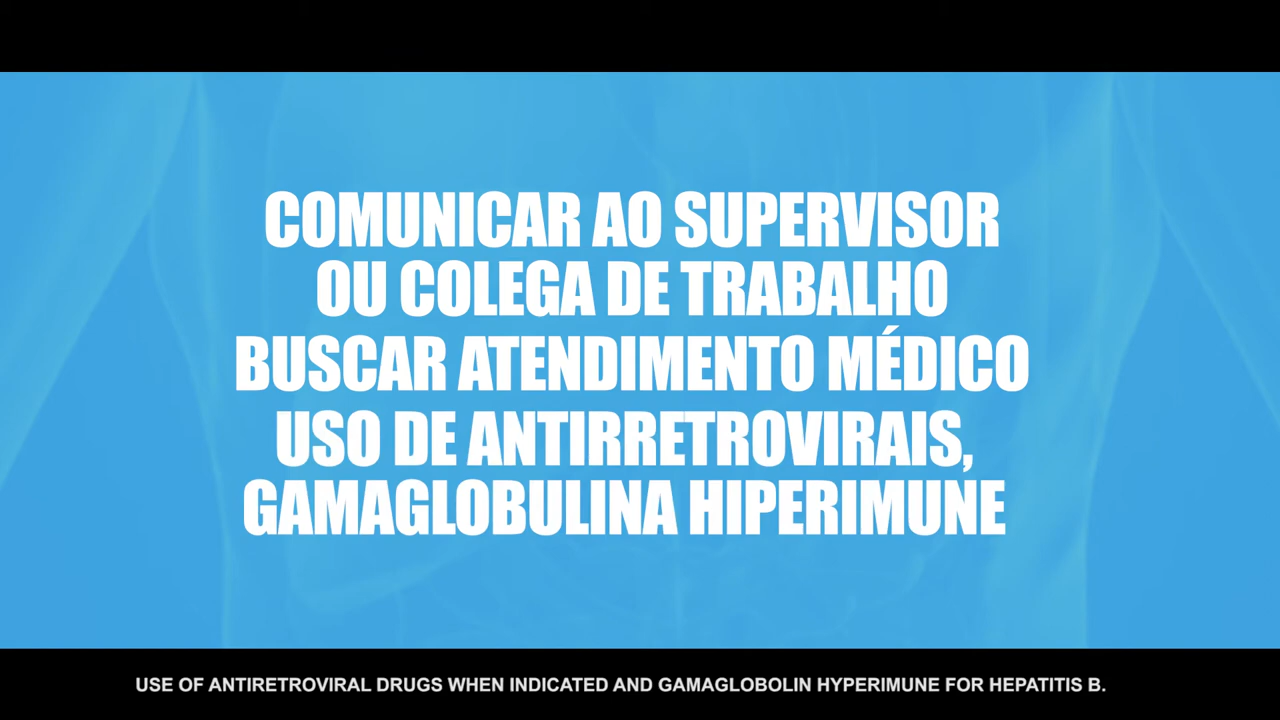 COMUNICAR AO SUPERVISOR
OU COLEGA DE TRABALHO
BUSCAR ATENDIMENTO MÉDICO
USO DE ANTIRRETROVIRAIS,
GAMAGLOBULINA HIPERIMUNE
USE OF ANTIRETROVIRAL DRUGS WHEN INDICATED AND GAMAGLOBOLIN HYPERIMUNE FOR HEPATITIS B.